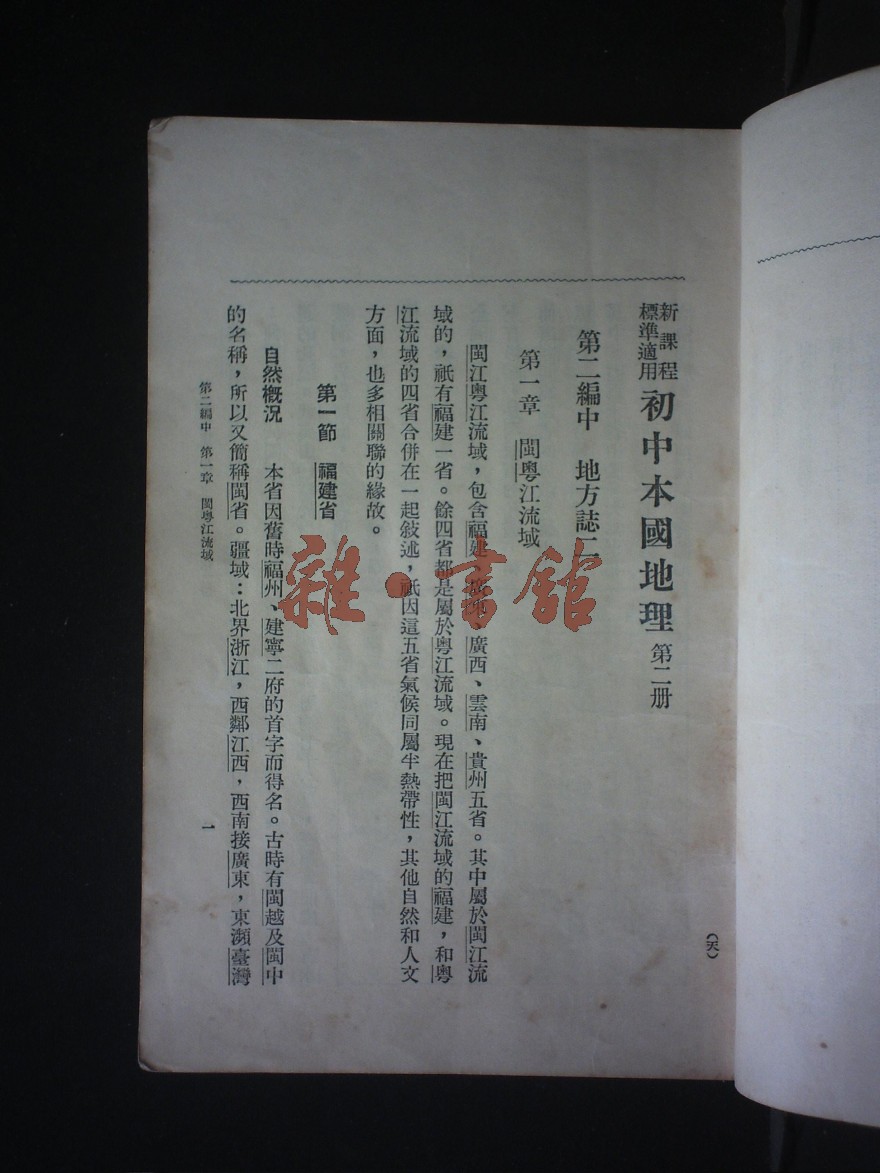 新課程
標準適用
初中本國地理 第二册
第二編中 地方誌二
第一章 閩粵江流域
閩江粵江流域，包含福建、廣東、廣西、雲南、貴州五省。其中屬於閩江流
域的，祇有福建一省。餘四省都是屬於粵江流域。現在把閩江流域的福建，和粵
江流域的四省合併在一起敍述，祇因這五省氣候同屬半熱帶性，其他自然和人文
方面，也多相關聯的緣故。
第一節 福建省
自然概況 本省因舊時福州、建寧二府的首字而得名。古時有閩越及閩中
的名稱，所以又簡稱閩省。疆域：北界浙江，西鄰江西，西南接廣東，東瀕臺灣
第二編中 第一章 閩粵江流域
一
（天）
雜·書館